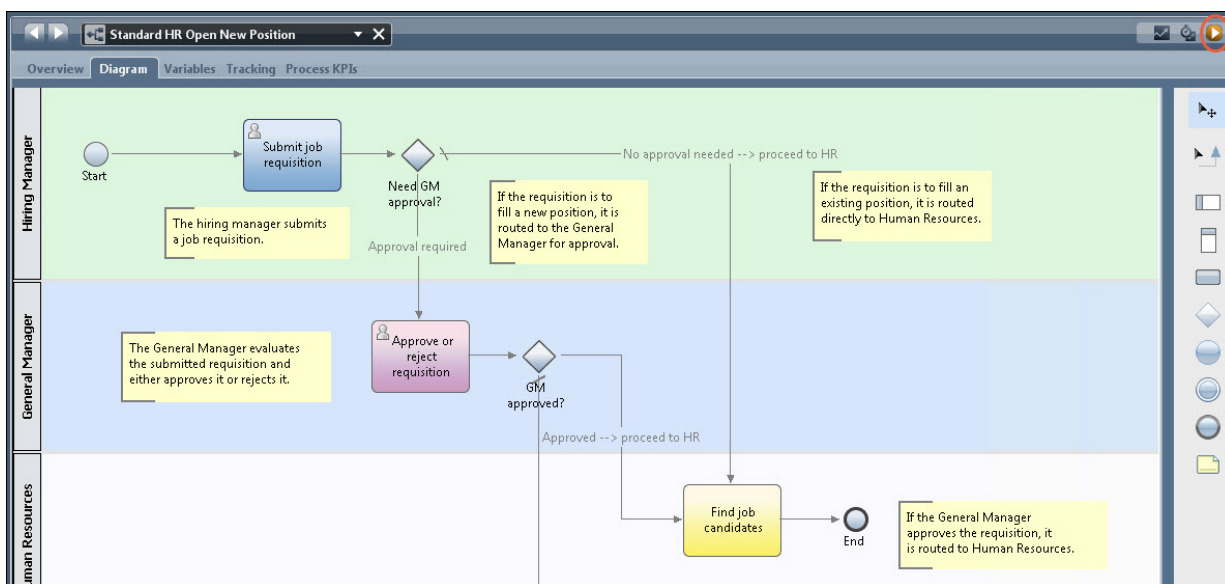 Standard HR Open New Position
Overview Diagram Variables Tracking Process KPIs
Hiring Manager
Start
Submit job
requisition
Need GM
approval?
No approval needed --> proceed to HR
The hiring manager submits
a job requisition.
If the requisition is to
fill a new position, it is
routed to the General
Manager for approval.
If the requisition is to fill an
existing position, it is routed
directly to Human Resources.
Approval required
General Manager
The General Manager evaluates
the submitted requisition and
either approves it or rejects it.
Approve or
reject
requisition
GM
approved?
Approved --> proceed to HR
Resources
Find job
candidates
End
If the General Manager
approves the requisition, it
is routed to Human Resources.